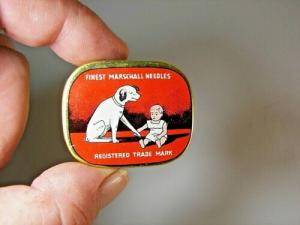 FINEST MARSCHALL NEEDLES
REGISTERED TRADE MARK